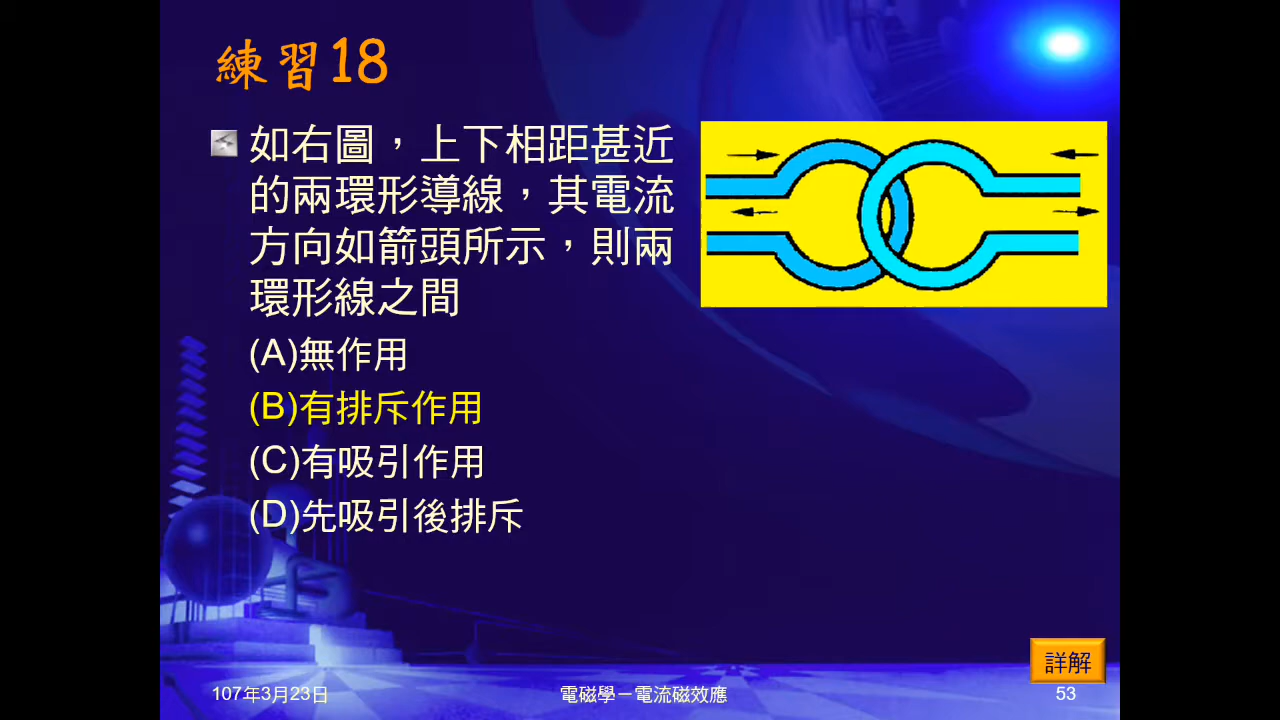 練習18
如右圖，上下相距甚近
的兩環形導線，其電流
方向如箭頭所示，則兩
環形線之間
(A)無作用
(B)有排斥作用
(C)有吸引作用
(D)先吸引後排斥
詳解
107年3月23日
電磁學－電流磁效應
53